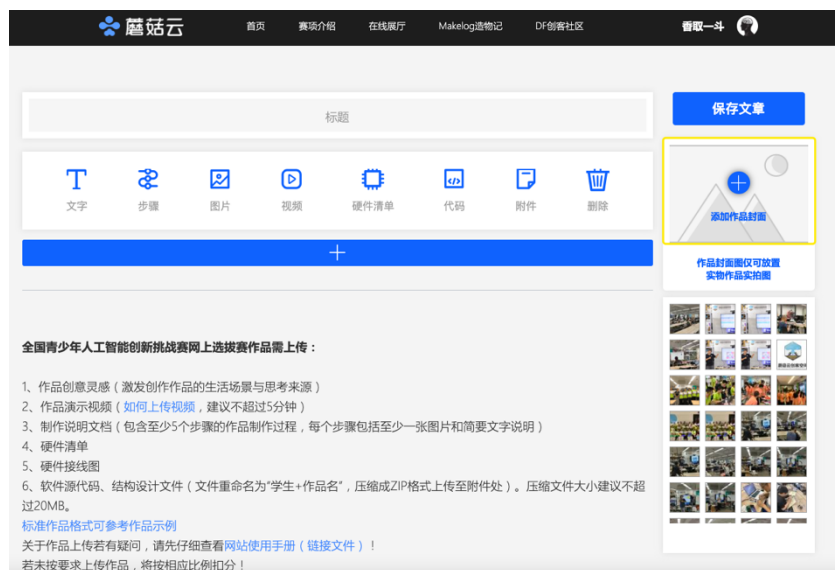 蘑菇云
首页 赛项介绍 在线展厅 Makelog造物记 DF创客社区
香取一斗
标题
保存文章
文字 步骤 图片 视频 硬件清单 代码 附件 删除
添加作品封面
作品封面图仅可放置
实物作品实拍图
全国青少年人工智能创新挑战赛网上选拔赛作品需上传：
1、作品创意灵感（激发创作作品的生活场景与思考来源）
2、作品演示视频（如何上传视频，建议不超过5分钟）
3、制作说明文档（包含至少5个步骤的作品制作过程，每个步骤包括至少一张图片和简要文字说明）
4、硬件清单
5、硬件接线图
6、软件源代码、结构设计文件（文件重命名为“学生+作品名”，压缩成ZIP格式上传至附件处）。压缩文件大小建议不超
过20MB。
标准作品格式可参考作品示例
关于作品上传若有疑问，请先仔细查看网站使用手册（链接文件）！
若未按要求上传作品，将按相应比例扣分！